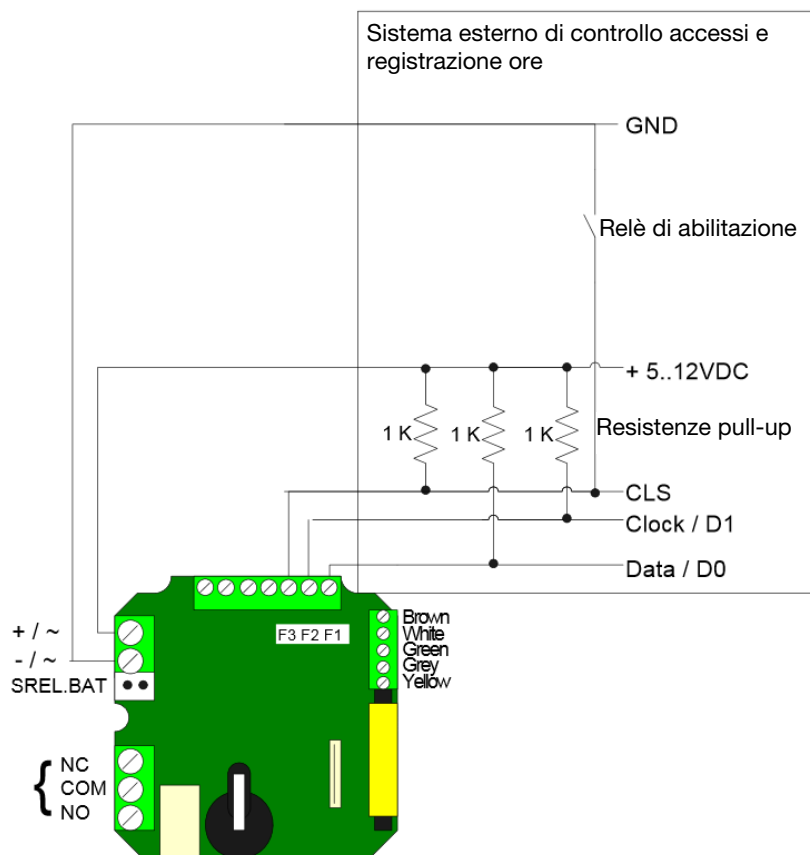 Sistema esterno di controllo accessi e
registrazione ore
GND
Relè di abilitazione
+ 5..12VDC
1 K
1 K
1 K
Resistenze pull-up
CLS
Clock / D1
Data / D0
F3 F2 F1
Brown
White
Green
Grey
Yellow
+ / ~
- / ~
SREL.BAT
{ NC
COM
NO